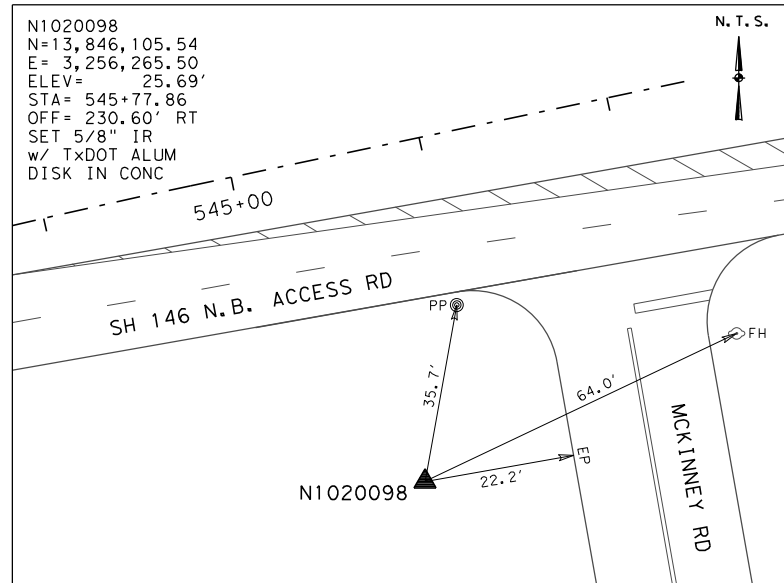 N1020098
N=13,846,105.54
E= 3,256,265.50
ELEV= 25.69'
STA= 545+77.86
OFF= 230.60' RT
SET 5/8" IR
w/ TxDOT ALUM
DISK IN CONC
N.T.S.
545+00
SH 146 N.B. ACCESS RD
PP
FH
35.7'
64.0'
MCKINNEY RD
EP
22.2'
N1020098